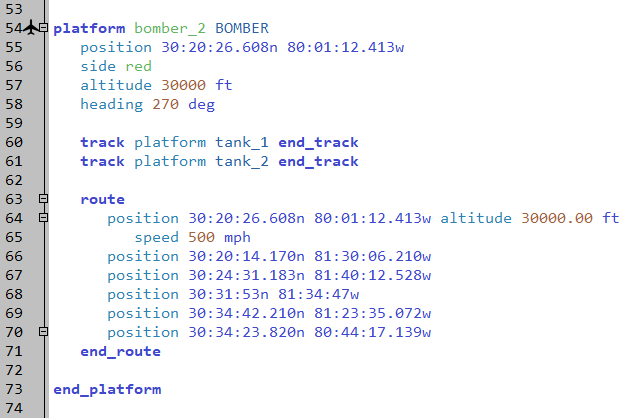 53
54 platform bomber_2 BOMBER
55 position 30:20:26.608n 80:01:12.413w
56 side red
57 altitude 30000 ft
58 heading 270 deg
59
60 track platform tank_1 end_track
61 track platform tank_2 end_track
62
63 route
64 position 30:20:26.608n 80:01:12.413w altitude 30000.00 ft
65 speed 500 mph
66 position 30:20:14.170n 81:30:06.210w
67 position 30:24:31.183n 81:40:12.528w
68 position 30:31:53n 81:34:47w
69 position 30:34:42.210n 81:23:35.072w
70 position 30:34:23.820n 80:44:17.139w
71 end_route
72
73 end_platform
74